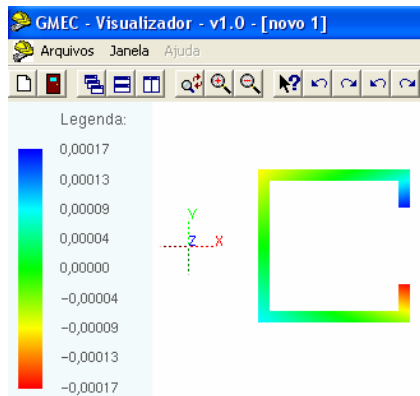 GMEC - Visualizador - v1.0 - [novo 1]
Arquivos Janela Ajuda
Legenda:
0,00017
0,00013
0,00009
0,00004
0,00000
-0,00004
-0,00009
-0,00013
-0,00017
Y
Z X